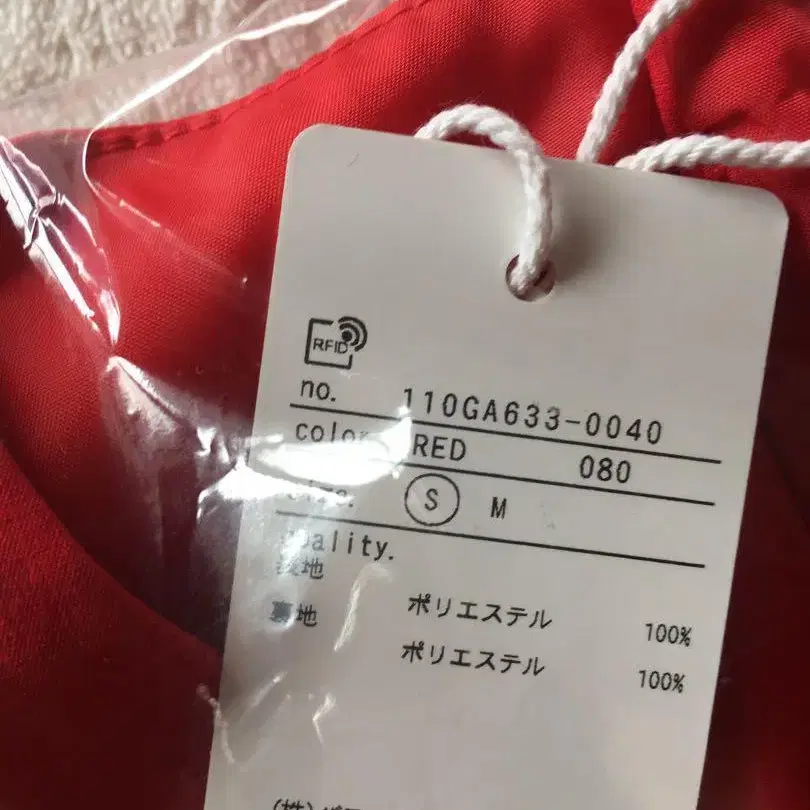 RFID
no. 110GA633-0040
color. RED 080
size. S M
quality.
表地 ポリエステル 100%
裏地 ポリエステル 100%
(株)